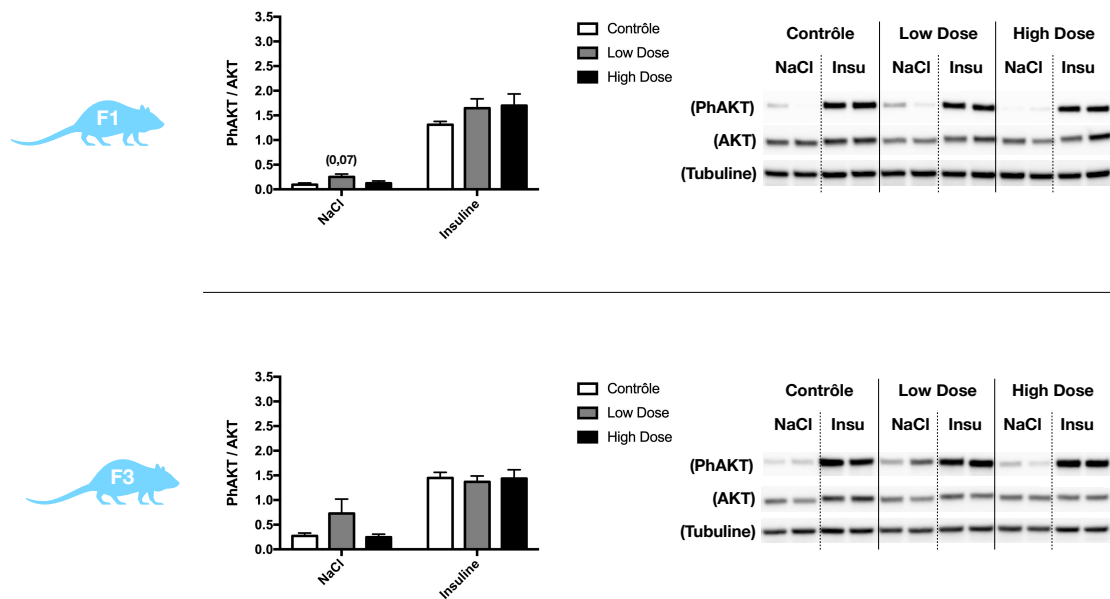 F1
PhAKT / AKT
3.5
3.0
2.5
2.0
1.5
1.0
0.5
0.0
(0,07)
NaCl
Insuline
Contrôle
Low Dose
High Dose
Contrôle Low Dose High Dose
NaCl Insu NaCl Insu NaCl Insu
(PhAKT)
(AKT)
(Tubuline)
F3
PhAKT / AKT
3.5
3.0
2.5
2.0
1.5
1.0
0.5
0.0
NaCl
Insuline
Contrôle
Low Dose
High Dose
Contrôle Low Dose High Dose
NaCl Insu NaCl Insu NaCl Insu
(PhAKT)
(AKT)
(Tubuline)